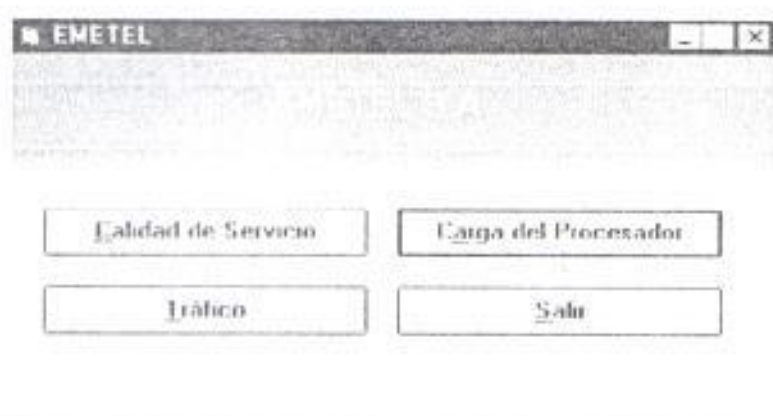 EMETEL
Calidad de Servicio
Carga del Procesador
Tráfico
Salir